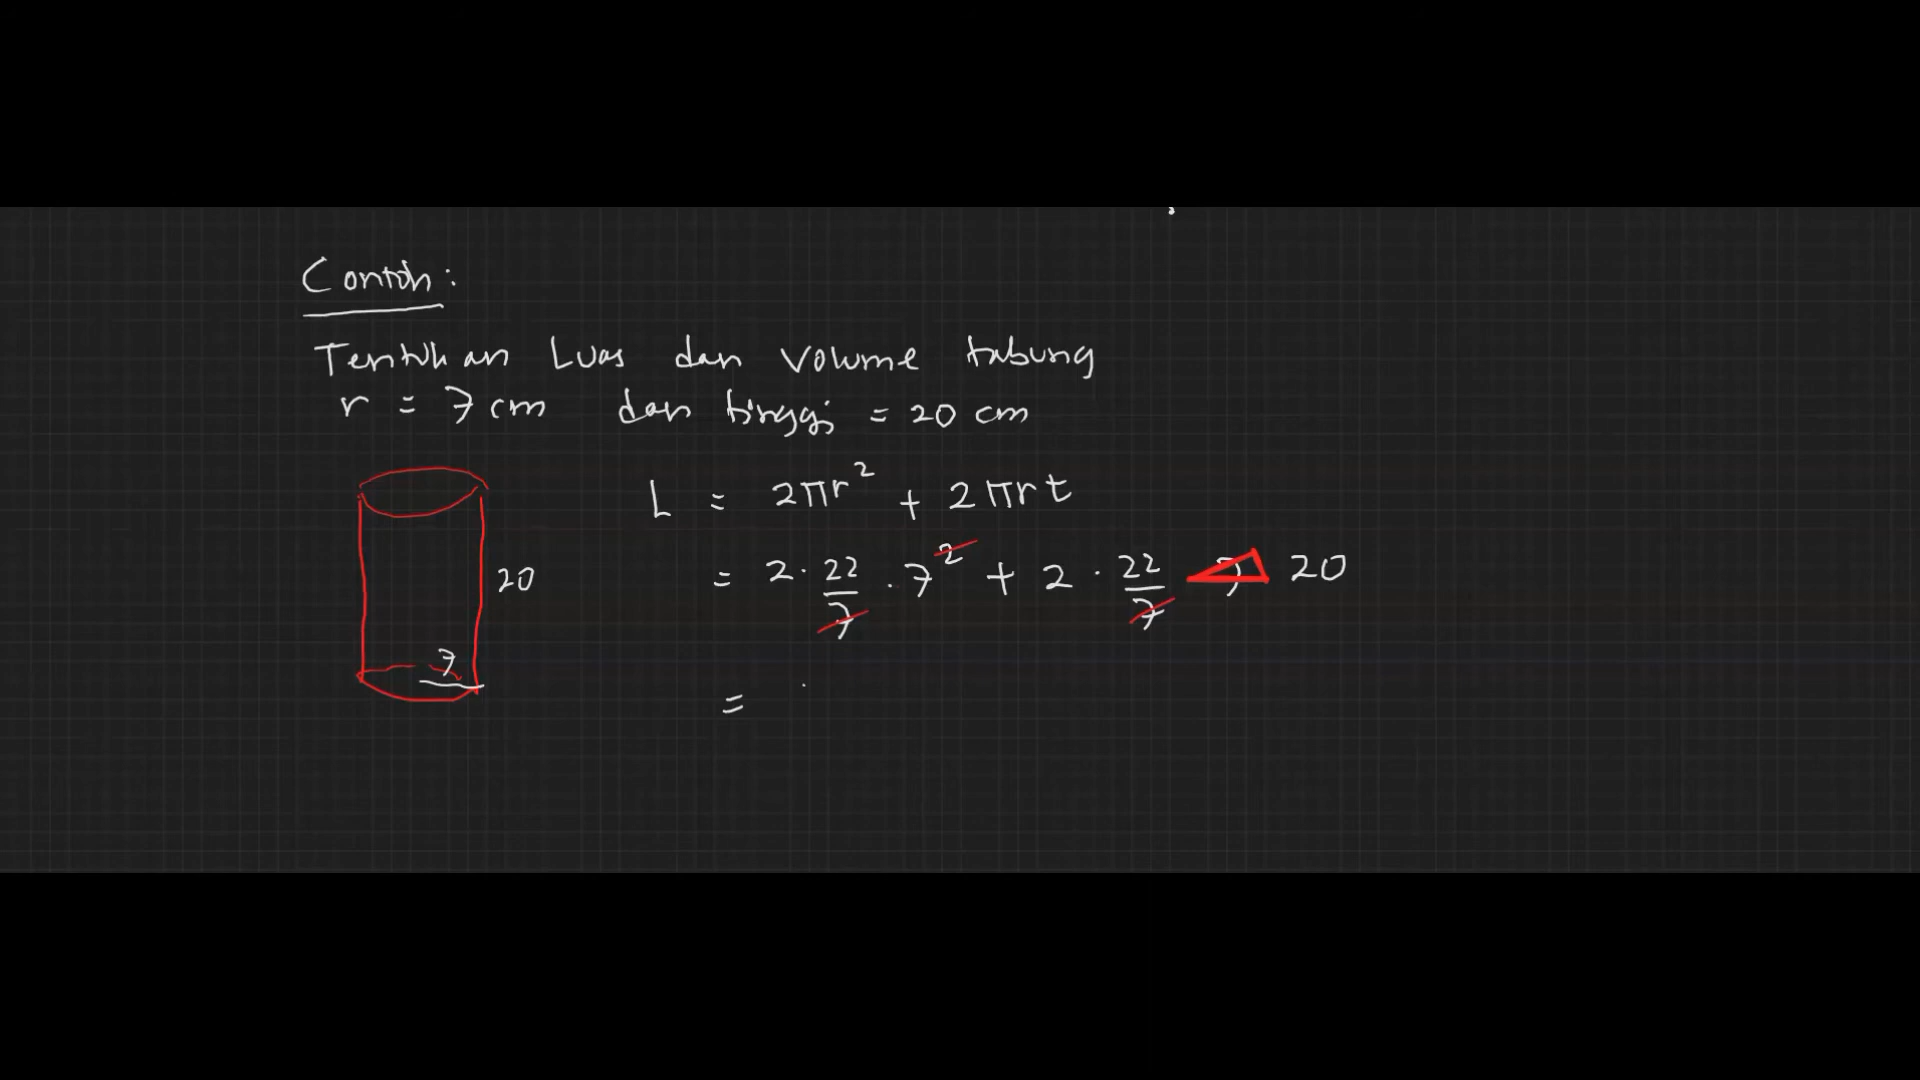 Contoh:
Tentukan Luas dan Volume tabung
r = 7 cm dan tinggi = 20 cm
L = 2πr² + 2πrt
20
= 2 · 22/7 · 7² + 2 · 22/7 7 20
7
=